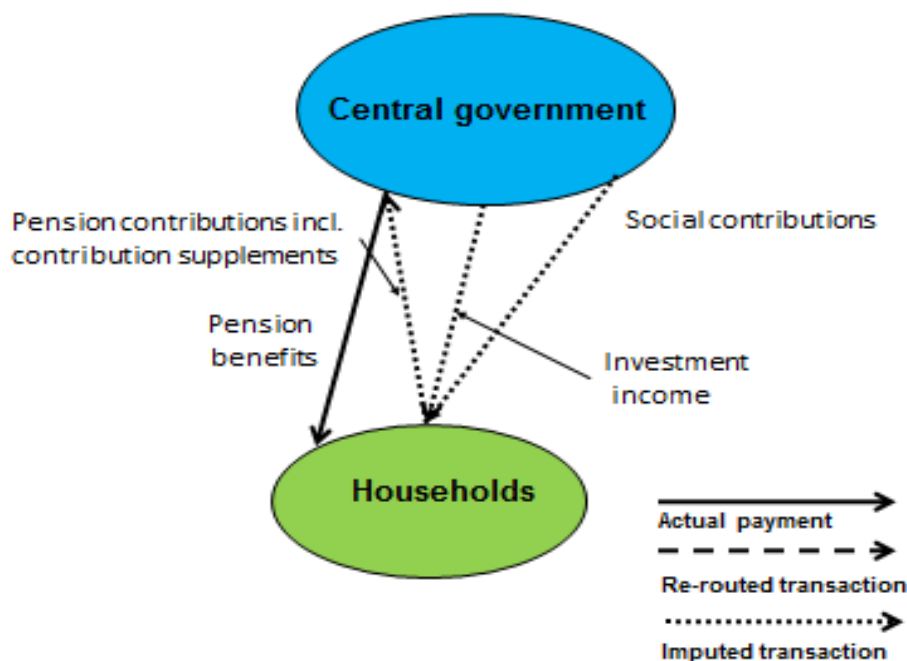 Central government
Pension contributions incl.
contribution supplements
Social contributions
Pension
benefits
Investment
income
Households
Actual payment
Re-routed transaction
Imputed transaction